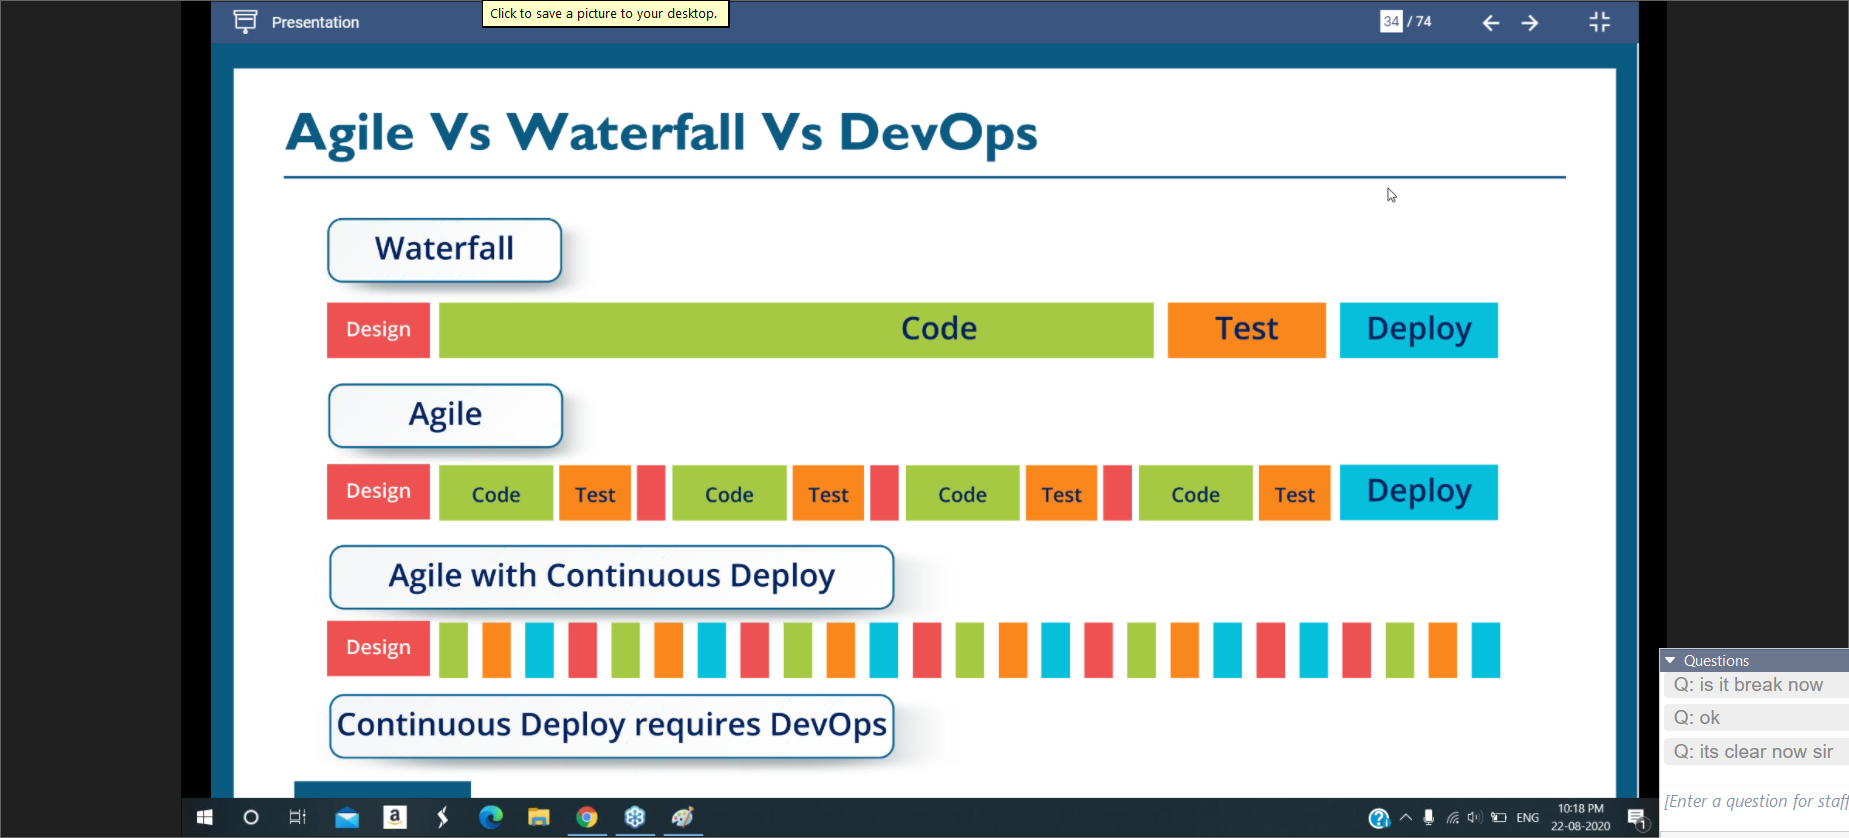 Presentation
Click to save a picture to your desktop.
34 / 74
Agile Vs Waterfall Vs DevOps
Waterfall
Design Code Test Deploy
Agile
Design Code Test Code Test Code Test Code Test Deploy
Agile with Continuous Deploy
Design
Continuous Deploy requires DevOps
Questions
Q: is it break now
Q: ok
Q: its clear now sir
[Enter a question for staff
a
ENG
10:18 PM
22-08-2020
1